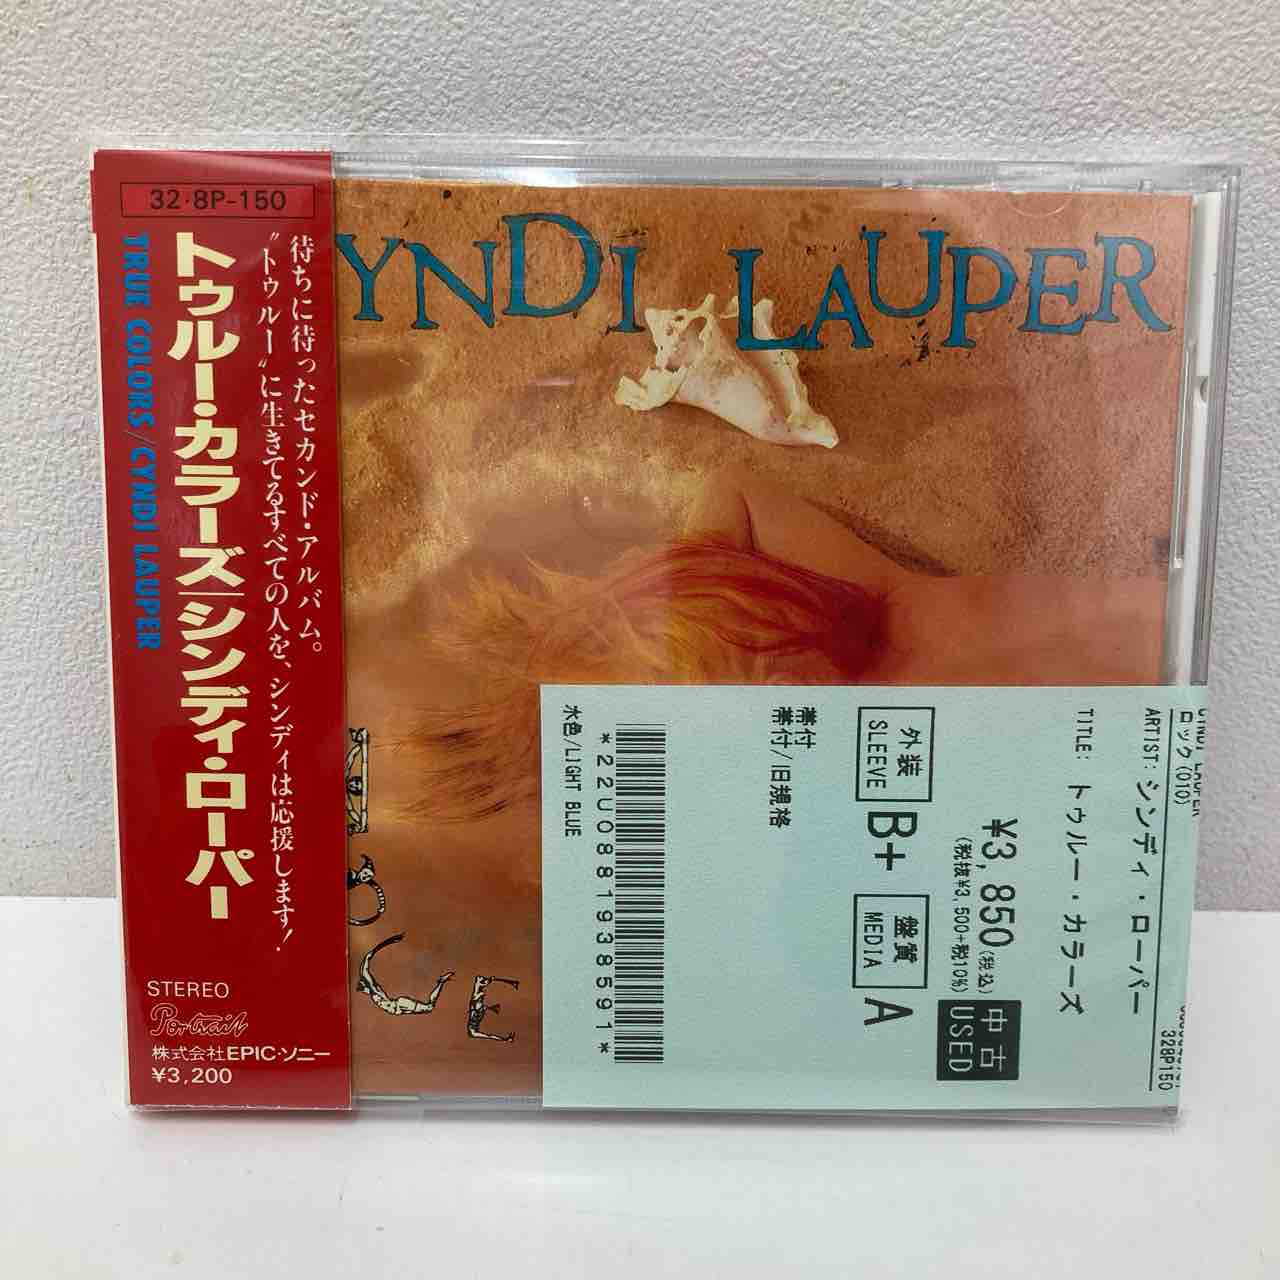 32・8P-150
待ちに待ったセカンド・アルバム。
"トゥルー"に生きてるすべての人を、シンディは応援します!
トゥルー・カラーズ/シンディ・ローパー
TRUE COLORS/CYNDI LAUPER
STEREO
Portrait
株式会社EPIC・ソニー
¥3,200
YNDI LAUPER
CYNDI LAUPER
ロック(010)
ARTIST: シンディ・ローパー
328P150
TITLE: トゥルー・カラーズ
¥3,850(税込)
(税抜¥3,500+税10%)
中古
USED
外装
SLEEVE
B+
盤質
MEDIA
A
帯付
帯付/旧規格
*22U0881938591*
水色/LIGHT BLUE